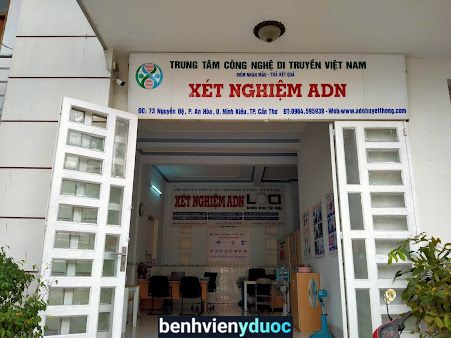 TRUNG TÂM CÔNG NGHỆ DI TRUYỀN VIỆT NAM
ĐIỂM NHẬN MẪU - TRẢ KẾT QUẢ
XÉT NGHIỆM ADN
ĐC: 73 Nguyễn Đệ, P. An Hòa, Q. Ninh Kiều, TP. Cần Thơ ĐT:0984.595939 - Web:www.adnhuyetthong.com
XÉT NGHIỆM ADN
LOCI
benhvienyduoc